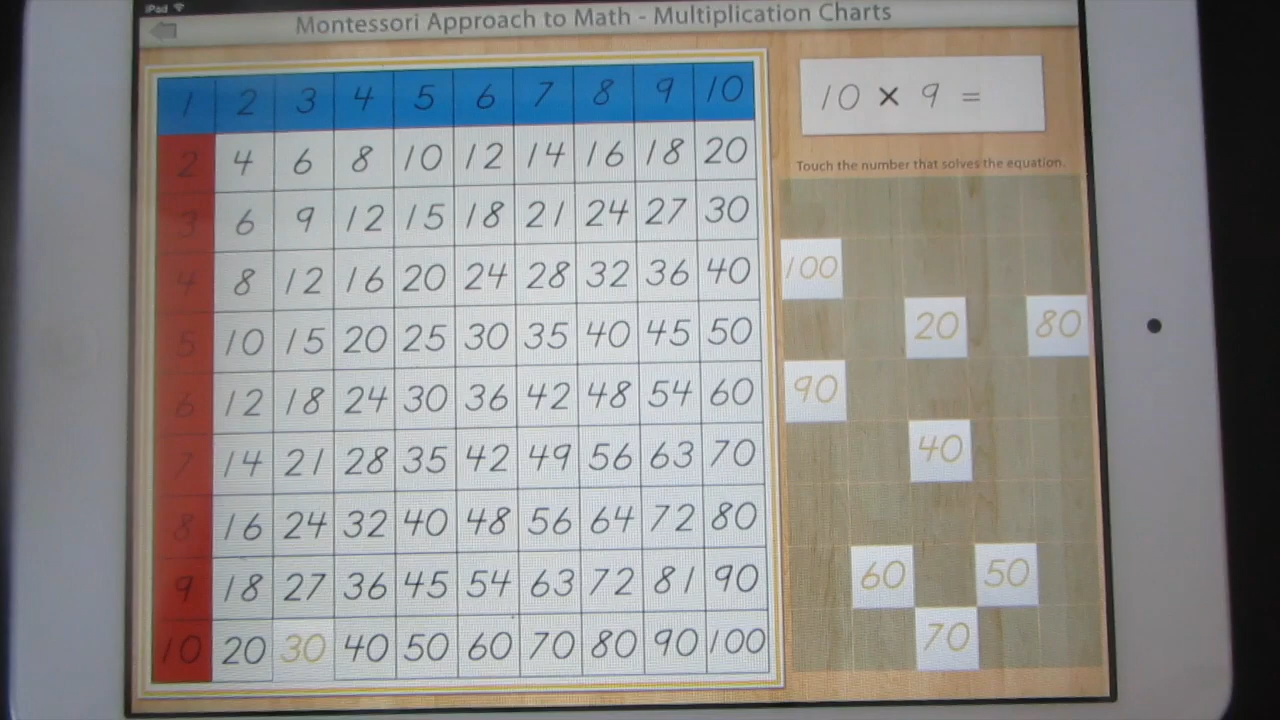 iPad
Montessori Approach to Math - Multiplication Charts
1 2 3 4 5 6 7 8 9 10
2 4 6 8 10 12 14 16 18 20
3 6 9 12 15 18 21 24 27 30
4 8 12 16 20 24 28 32 36 40
5 10 15 20 25 30 35 40 45 50
6 12 18 24 30 36 42 48 54 60
7 14 21 28 35 42 49 56 63 70
8 16 24 32 40 48 56 64 72 80
9 18 27 36 45 54 63 72 81 90
10 20 30 40 50 60 70 80 90 100
10 × 9 =
Touch the number that solves the equation.
100
20 80
90
40
60 50
70